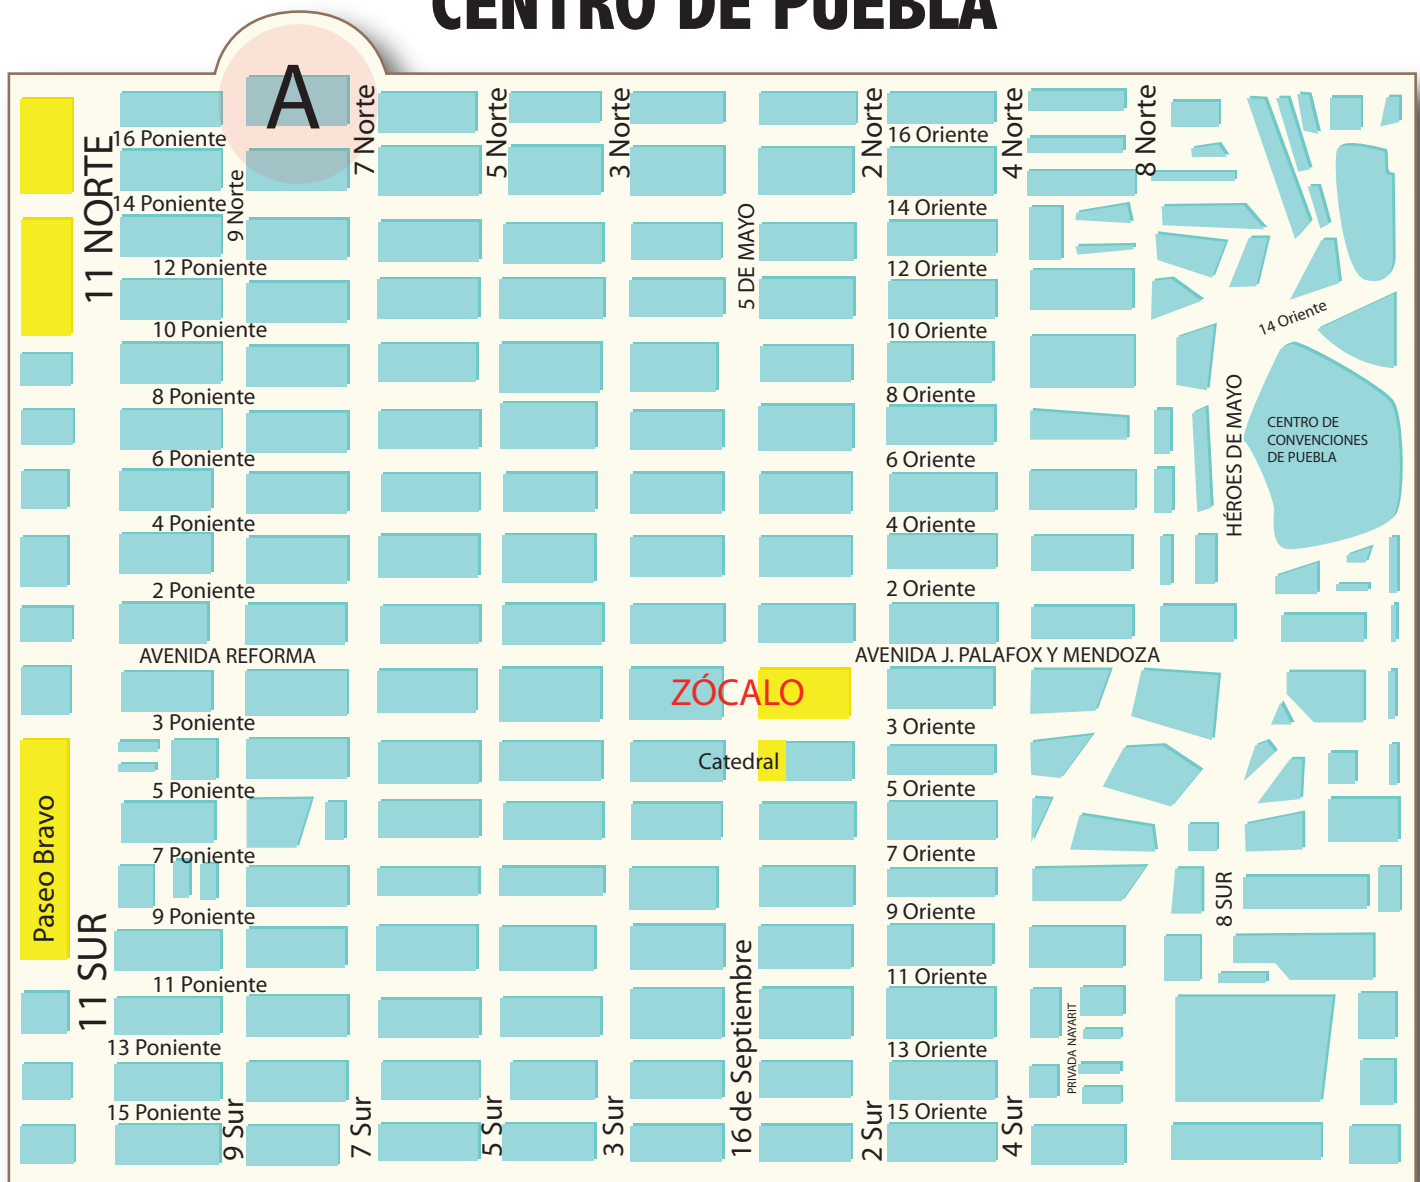 CENTRO DE PUEBLA
A
11 NORTE
9 Norte
7 Norte
5 Norte
3 Norte
5 DE MAYO
2 Norte
4 Norte
8 Norte
16 Poniente
16 Oriente
14 Poniente
14 Oriente
12 Poniente
12 Oriente
10 Poniente
10 Oriente
14 Oriente
8 Poniente
8 Oriente
HÉROES DE MAYO
CENTRO DE
CONVENCIONES
DE PUEBLA
6 Poniente
6 Oriente
4 Poniente
4 Oriente
2 Poniente
2 Oriente
AVENIDA REFORMA
AVENIDA J. PALAFOX Y MENDOZA
ZÓCALO
3 Poniente
3 Oriente
Catedral
5 Poniente
5 Oriente
Paseo Bravo
7 Poniente
7 Oriente
8 SUR
9 Poniente
9 Oriente
11 SUR
11 Poniente
11 Oriente
PRIVADA NAYARIT
13 Poniente
13 Oriente
15 Poniente
15 Oriente
9 Sur
7 Sur
5 Sur
3 Sur
16 de Septiembre
2 Sur
4 Sur